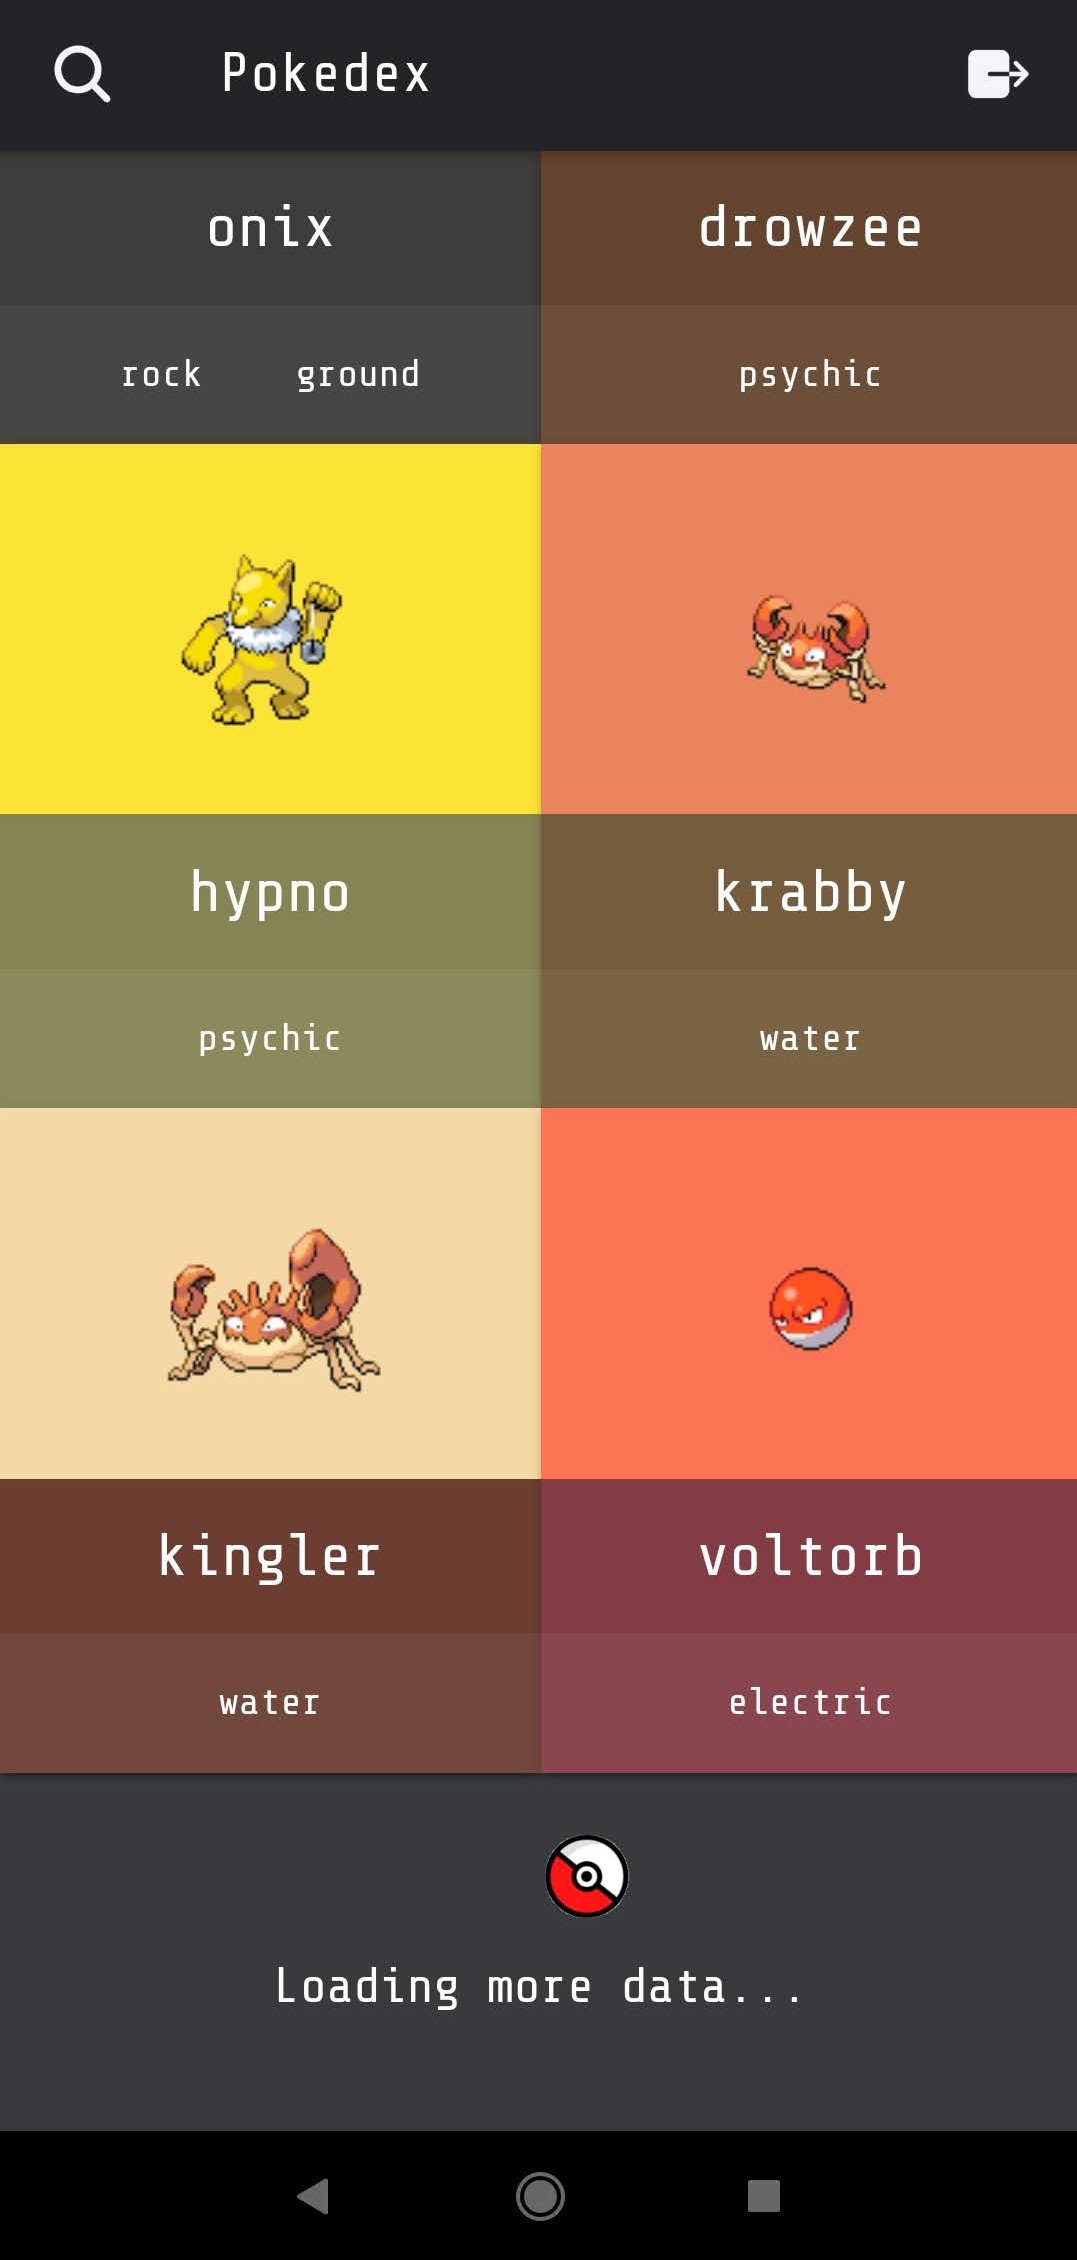 Pokedex
onix drowzee
rock ground psychic
hypno krabby
psychic water
kingler voltorb
water electric
Loading more data...